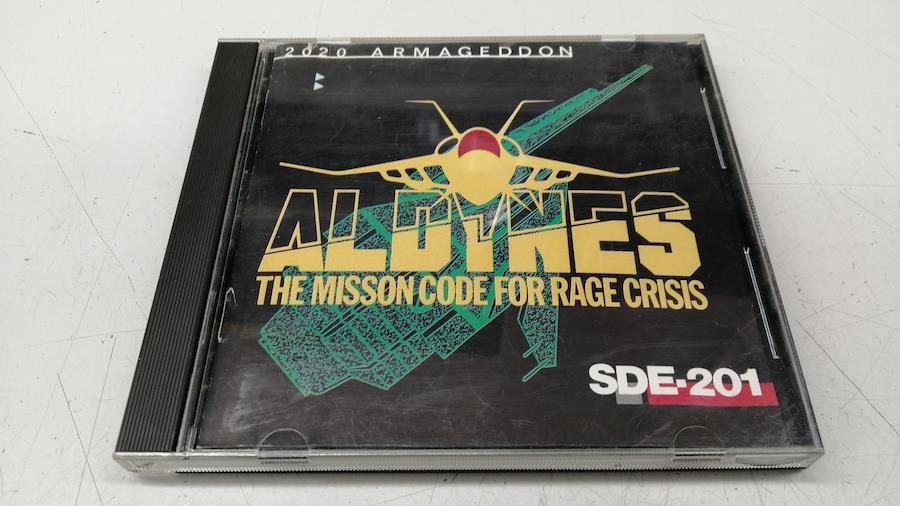 2020 ARMAGEDDON
ALDYNES
THE MISSON CODE FOR RAGE CRISIS
SDE-201